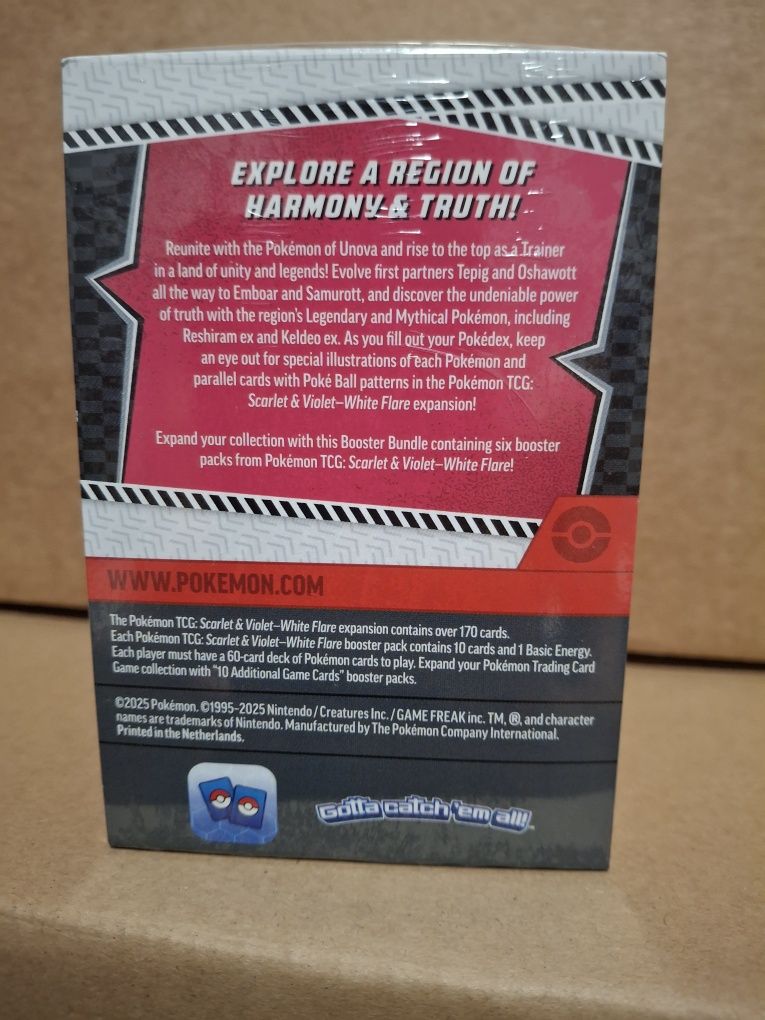 EXPLORE A REGION OF
HARMONY & TRUTH!
Reunite with the Pokémon of Unova and rise to the top as a Trainer
in a land of unity and legends! Evolve first partners Tepig and Oshawott
all the way to Emboar and Samurott, and discover the undeniable power
of truth with the region's Legendary and Mythical Pokémon, including
Reshiram ex and Keldeo ex. As you fill out your Pokédex, keep
an eye out for special illustrations of each Pokémon and
parallel cards with Poké Ball patterns in the Pokémon TCG:
Scarlet & Violet—White Flare expansion!
Expand your collection with this Booster Bundle containing six booster
packs from Pokémon TCG: Scarlet & Violet—White Flare!
WWW.POKEMON.COM
The Pokémon TCG: Scarlet & Violet—White Flare expansion contains over 170 cards.
Each Pokémon TCG: Scarlet & Violet—White Flare booster pack contains 10 cards and 1 Basic Energy.
Each player must have a 60-card deck of Pokémon cards to play. Expand your Pokémon Trading Card
Game collection with "10 Additional Game Cards" booster packs.
©2025 Pokémon. ©1995-2025 Nintendo / Creatures Inc. / GAME FREAK inc. TM, ®, and character
names are trademarks of Nintendo. Manufactured by The Pokémon Company International.
Printed in the Netherlands.
Gotta catch 'em all!™